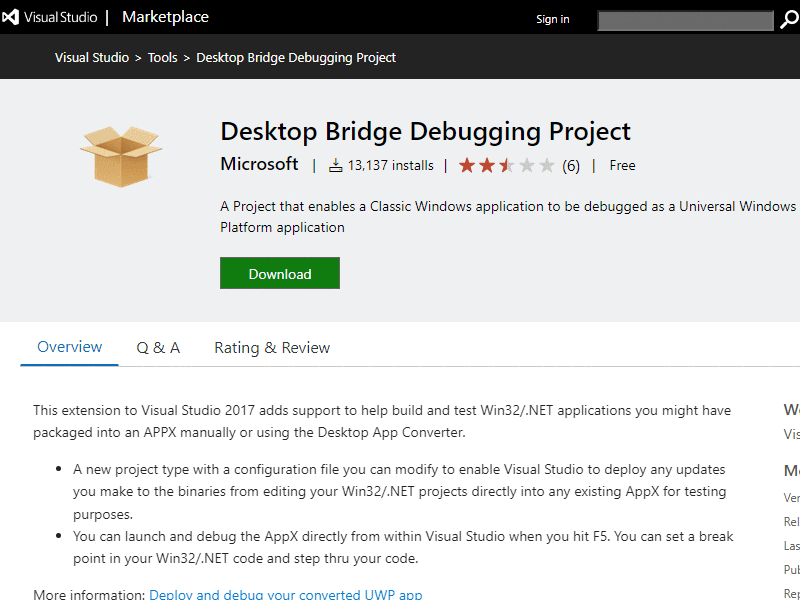 Visual Studio | Marketplace
Sign in
Visual Studio > Tools > Desktop Bridge Debugging Project
Desktop Bridge Debugging Project
Microsoft | 13,137 installs | (6) | Free
A Project that enables a Classic Windows application to be debugged as a Universal Windows
Platform application
Download
Overview Q & A Rating & Review
This extension to Visual Studio 2017 adds support to help build and test Win32/.NET applications you might have
packaged into an APPX manually or using the Desktop App Converter.
• A new project type with a configuration file you can modify to enable Visual Studio to deploy any updates
you make to the binaries from editing your Win32/.NET projects directly into any existing AppX for testing
purposes.
• You can launch and debug the AppX directly from within Visual Studio when you hit F5. You can set a break
point in your Win32/.NET code and step thru your code.
More information: Deploy and debug your converted UWP app